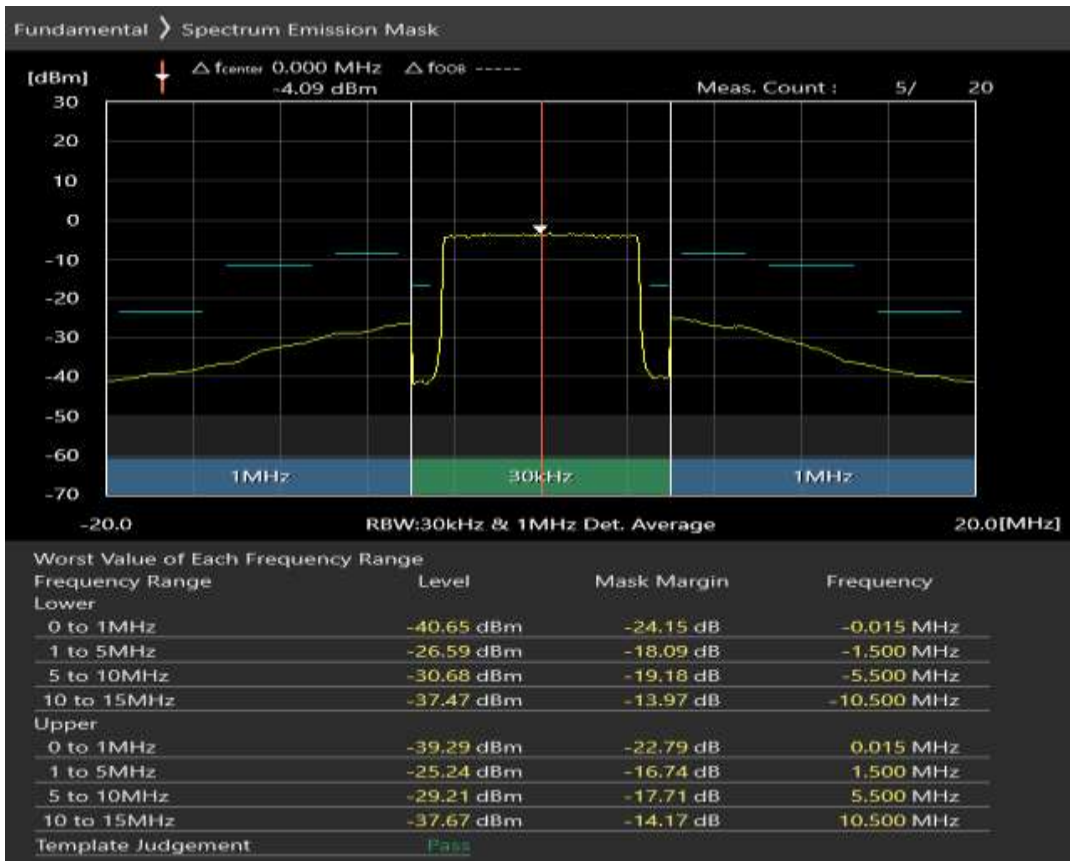 Fundamental ❯ Spectrum Emission Mask
[dBm] △ fcenter 0.000 MHz △ fOOB -----
-4.09 dBm Meas. Count : 5/ 20
30
20
10
0
-10
-20
-30
-40
-50
-60
-70
1MHz 30kHz 1MHz
-20.0 RBW:30kHz & 1MHz Det. Average 20.0[MHz]
Worst Value of Each Frequency Range
Frequency Range Level Mask Margin Frequency
Lower
0 to 1MHz -40.65 dBm -24.15 dB -0.015 MHz
1 to 5MHz -26.59 dBm -18.09 dB -1.500 MHz
5 to 10MHz -30.68 dBm -19.18 dB -5.500 MHz
10 to 15MHz -37.47 dBm -13.97 dB -10.500 MHz
Upper
0 to 1MHz -39.29 dBm -22.79 dB 0.015 MHz
1 to 5MHz -25.24 dBm -16.74 dB 1.500 MHz
5 to 10MHz -29.21 dBm -17.71 dB 5.500 MHz
10 to 15MHz -37.67 dBm -14.17 dB 10.500 MHz
Template Judgement Pass